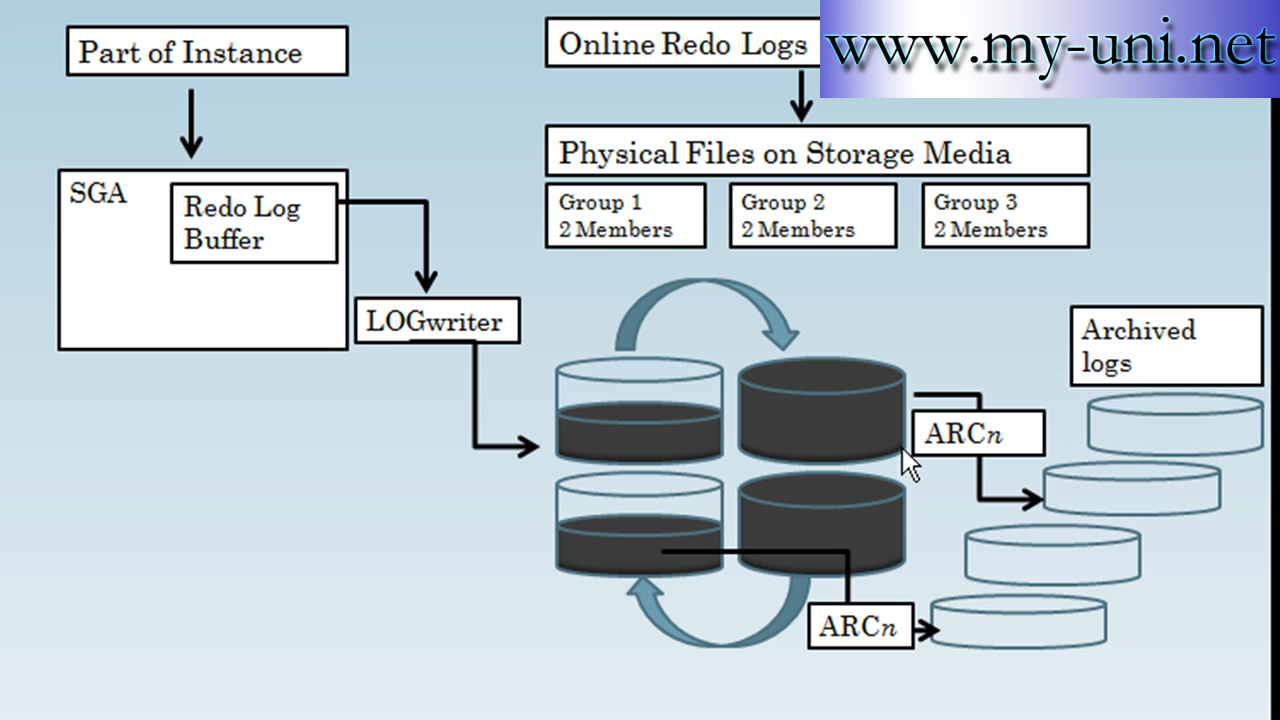 Part of Instance
Online Redo Logs
www.my-uni.net
Physical Files on Storage Media
SGA
Redo Log
Buffer
Group 1
2 Members
Group 2
2 Members
Group 3
2 Members
LOGwriter
Archived
logs
ARCn
ARCn